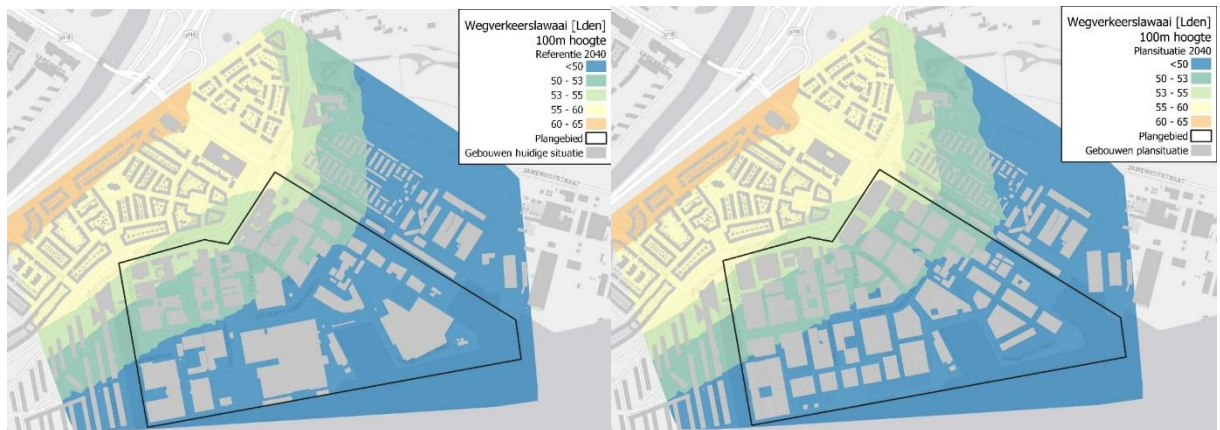 Wegverkeerslawaai [Lden]
100m hoogte
Referentie 2040
<50
50 - 53
53 - 55
55 - 60
60 - 65
Plangebied
Gebouwen huidige situatie
ZAMENHOFSTRAAT
Wegverkeerslawaai [Lden]
100m hoogte
Plansituatie 2040
<50
50 - 53
53 - 55
55 - 60
60 - 65
Plangebied
Gebouwen plansituatie
ZAMENHOFSTRAAT